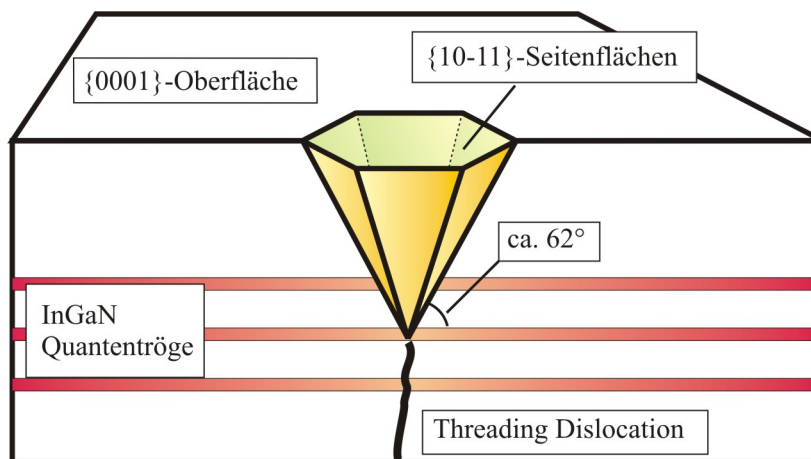 {10-11}-Seitenflächen
{0001}-Oberfläche
ca. 62°
InGaN
Quantentröge
Threading Dislocation